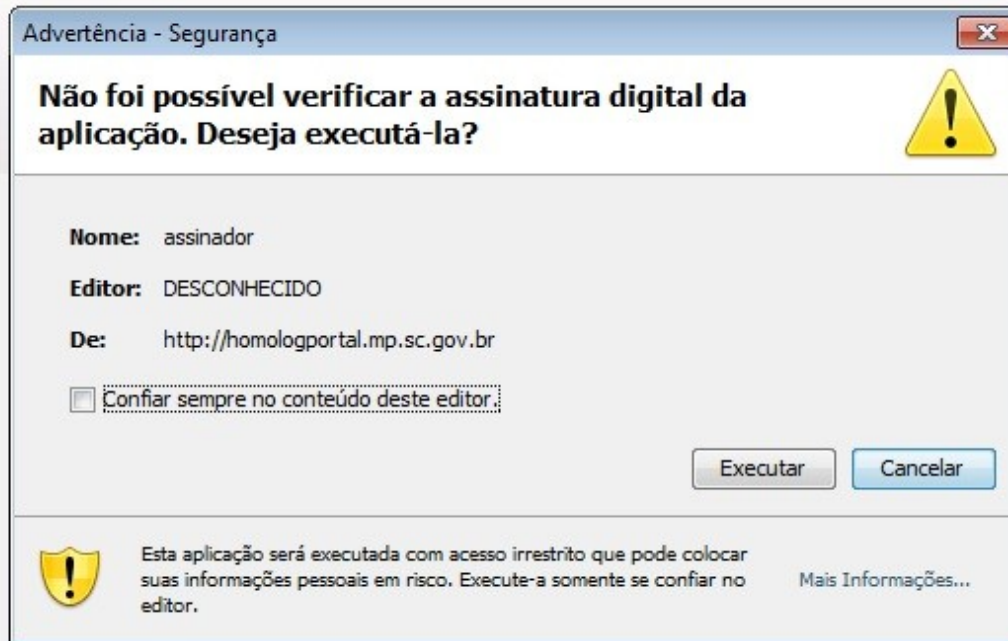 Advertência - Segurança
Não foi possível verificar a assinatura digital da
aplicação. Deseja executá-la?
Nome: assinador
Editor: DESCONHECIDO
De: http://homologportal.mp.sc.gov.br
Confiar sempre no conteúdo deste editor.
Executar Cancelar
Esta aplicação será executada com acesso irrestrito que pode colocar
suas informações pessoais em risco. Execute-a somente se confiar no
editor.
Mais Informações...